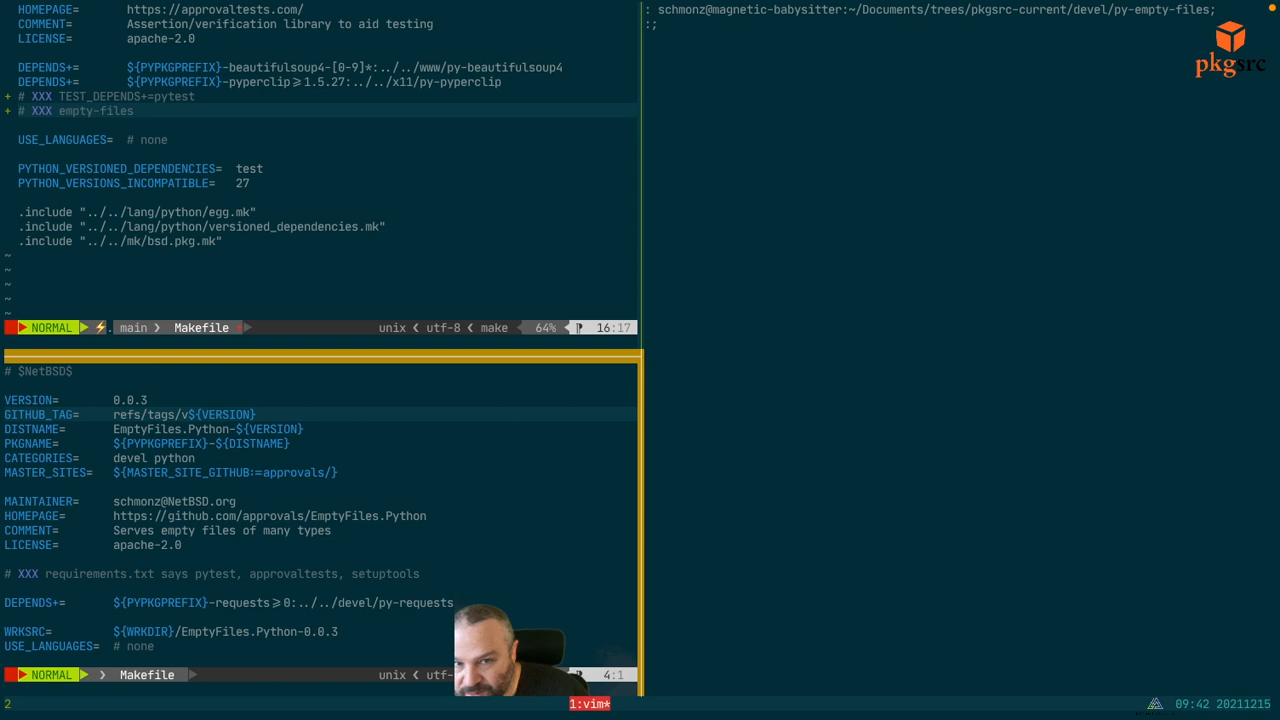 HOMEPAGE= https://approvaltests.com/
COMMENT= Assertion/verification library to aid testing
LICENSE= apache-2.0
DEPENDS+= ${PYPKGPREFIX}-beautifulsoup4-[0-9]*:../../www/py-beautifulsoup4
DEPENDS+= ${PYPKGPREFIX}-pyperclip>=1.5.27:../../x11/py-pyperclip
+ # XXX TEST_DEPENDS+=pytest
+ # XXX empty-files
USE_LANGUAGES= # none
PYTHON_VERSIONED_DEPENDENCIES= test
PYTHON_VERSIONS_INCOMPATIBLE= 27
.include "../../lang/python/egg.mk"
.include "../../lang/python/versioned_dependencies.mk"
.include "../../mk/bsd.pkg.mk"
~
~
~
~
~
NORMAL ⚡. main ❯ Makefile + unix ❮ utf-8 ❮ make 64% 16:17
# $NetBSD$
VERSION= 0.0.3
GITHUB_TAG= refs/tags/v${VERSION}
DISTNAME= EmptyFiles.Python-${VERSION}
PKGNAME= ${PYPKGPREFIX}-${DISTNAME}
CATEGORIES= devel python
MASTER_SITES= ${MASTER_SITE_GITHUB:=approvals/}
MAINTAINER= schmonz@NetBSD.org
HOMEPAGE= https://github.com/approvals/EmptyFiles.Python
COMMENT= Serves empty files of many types
LICENSE= apache-2.0
# XXX requirements.txt says pytest, approvaltests, setuptools
DEPENDS+= ${PYPKGPREFIX}-requests>=0:../../devel/py-requests
WRKSRC= ${WRKDIR}/EmptyFiles.Python-0.0.3
USE_LANGUAGES= # none
NORMAL ❯ Makefile unix ❮ utf- 4:1
: schmonz@magnetic-babysitter:~/Documents/trees/pkgsrc-current/devel/py-empty-files;
:;
pkgsrc
2 1:vim* 09:42 20211215